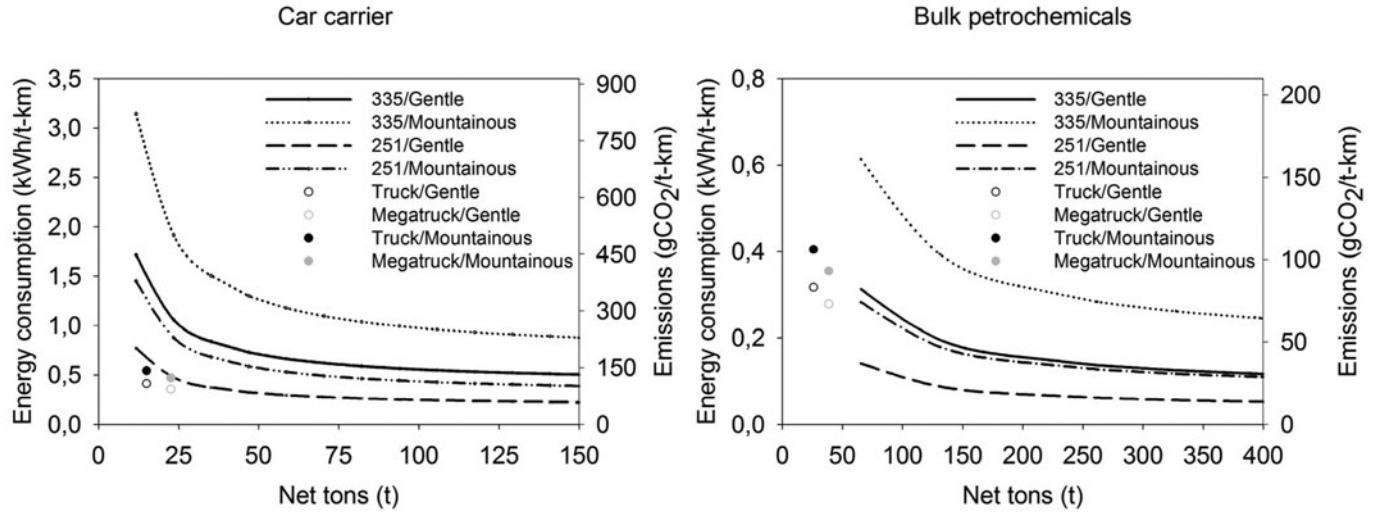 Car carrier
Energy consumption (kWh/t-km)
3,5
3,0
2,5
2,0
1,5
1,0
0,5
0,0
335/Gentle
335/Mountainous
251/Gentle
251/Mountainous
Truck/Gentle
Megatruck/Gentle
Truck/Mountainous
Megatruck/Mountainous
900
750
600
450
300
150
0
Emissions (gCO2/t-km)
0 25 50 75 100 125 150
Net tons (t)
Bulk petrochemicals
Energy consumption (kWh/t-km)
0,8
0,6
0,4
0,2
0,0
335/Gentle
335/Mountainous
251/Gentle
251/Mountainous
Truck/Gentle
Megatruck/Gentle
Truck/Mountainous
Megatruck/Mountainous
200
150
100
50
0
Emissions (gCO2/t-km)
0 50 100 150 200 250 300 350 400
Net tons (t)